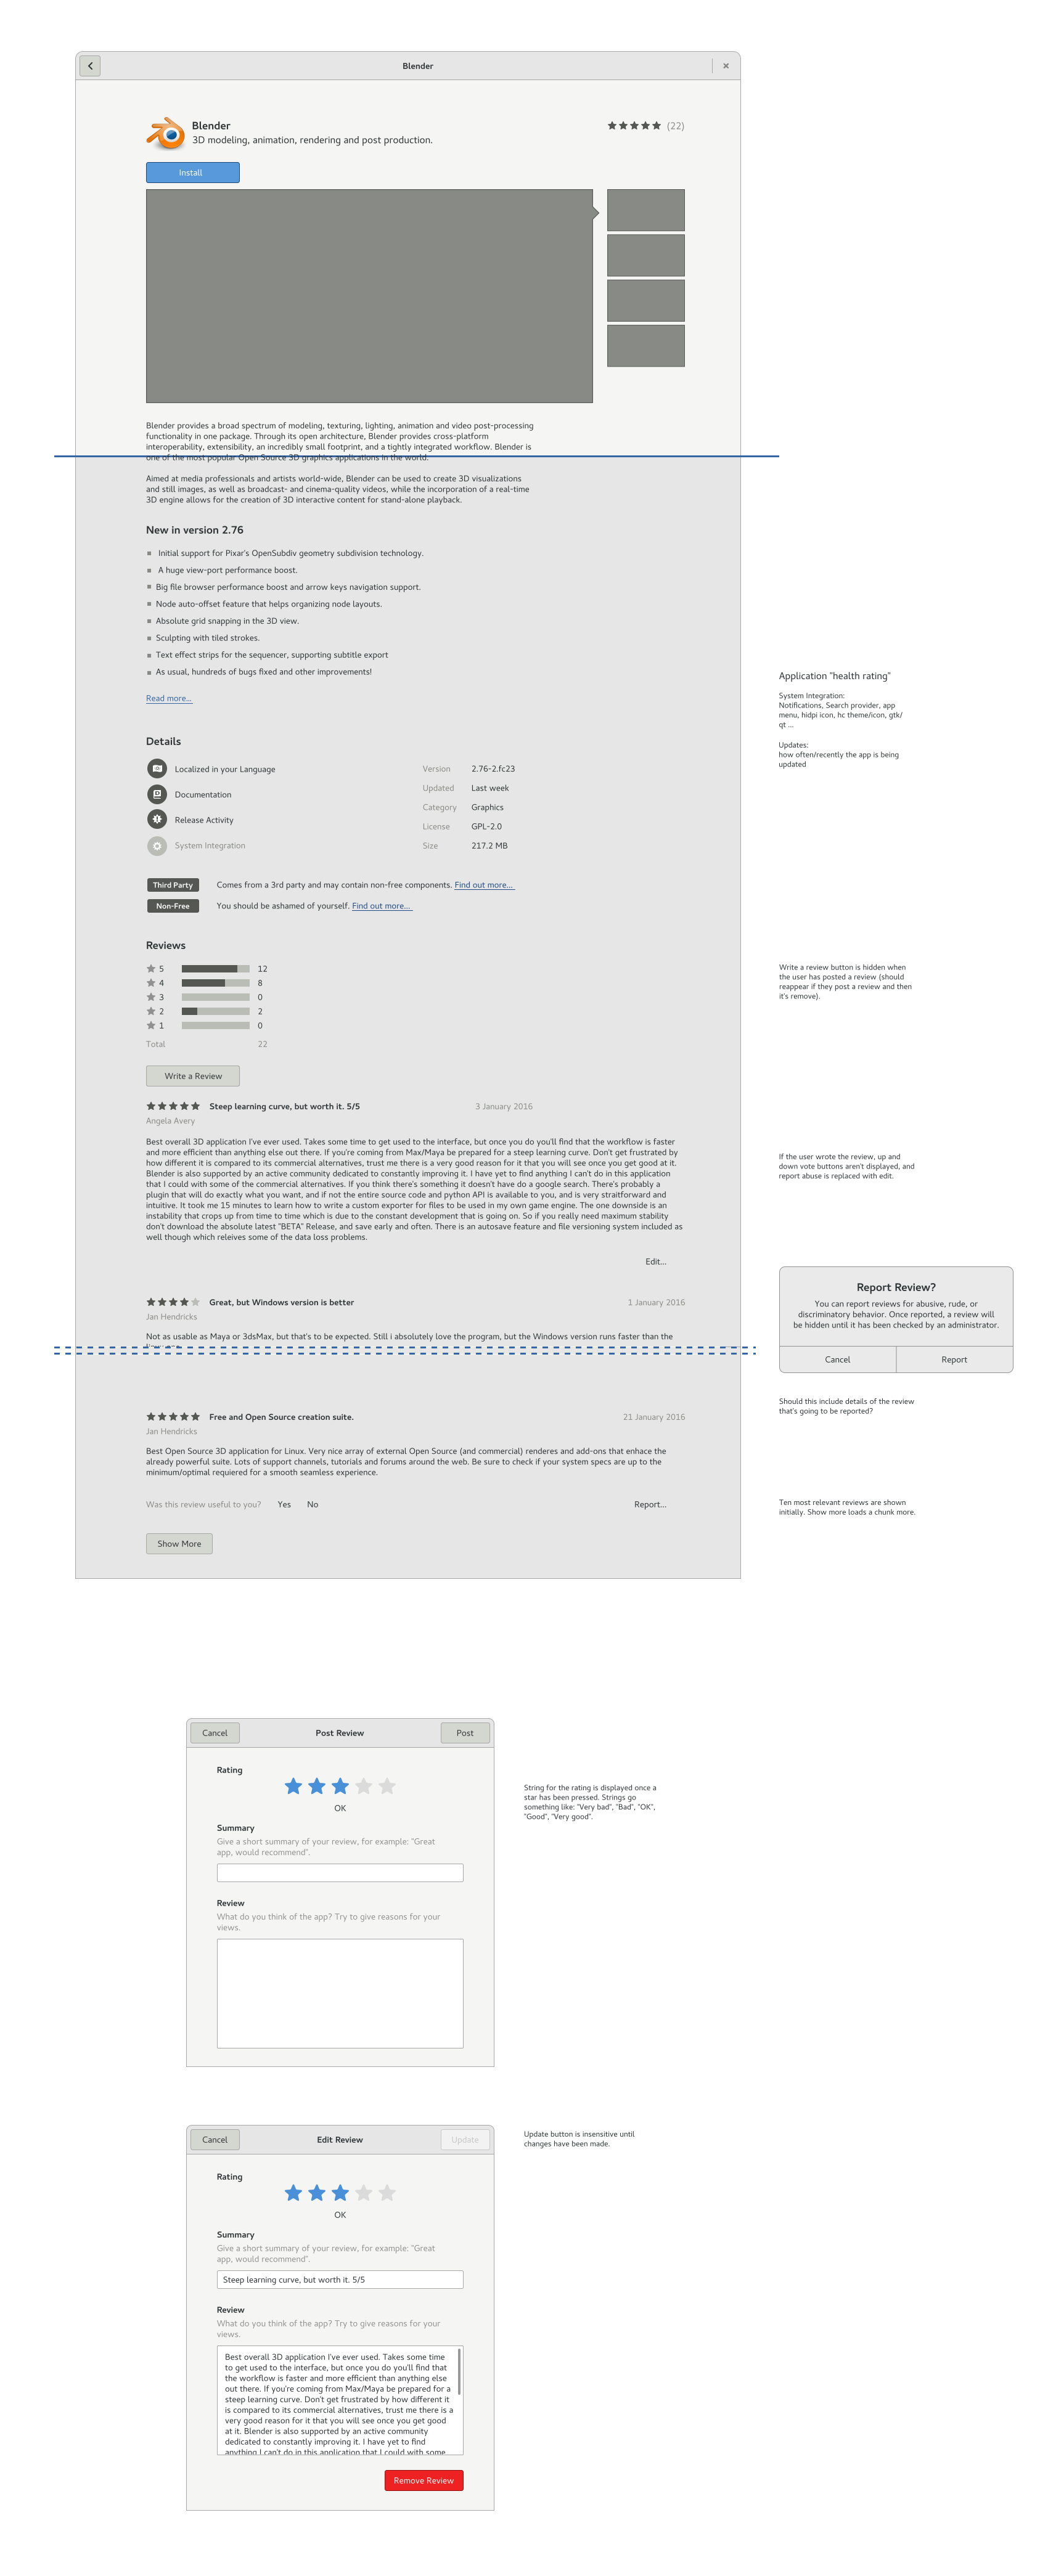 Blender
Blender
3D modeling, animation, rendering and post production.
(22)
Install
Blender provides a broad spectrum of modeling, texturing, lighting, animation and video post-processing
functionality in one package. Through its open architecture, Blender provides cross-platform
interoperability, extensibility, an incredibly small footprint, and a tightly integrated workflow. Blender is
one of the most popular Open Source 3D graphics applications in the world.
Aimed at media professionals and artists world-wide, Blender can be used to create 3D visualizations
and still images, as well as broadcast- and cinema-quality videos, while the incorporation of a real-time
3D engine allows for the creation of 3D interactive content for stand-alone playback.
New in version 2.76
Initial support for Pixar's OpenSubdiv geometry subdivision technology.
A huge view-port performance boost.
Big file browser performance boost and arrow keys navigation support.
Node auto-offset feature that helps organizing node layouts.
Absolute grid snapping in the 3D view.
Sculpting with tiled strokes.
Text effect strips for the sequencer, supporting subtitle export
As usual, hundreds of bugs fixed and other improvements!
Read more...
Application "health rating"
System Integration:
Notifications, Search provider, app
menu, hidpi icon, hc theme/icon, gtk/
qt ...
Updates:
how often/recently the app is being
updated
Details
Localized in your Language
Documentation
Release Activity
System Integration
Version 2.76-2.fc23
Updated Last week
Category Graphics
License GPL-2.0
Size 217.2 MB
Third Party Comes from a 3rd party and may contain non-free components. Find out more...
Non-Free You should be ashamed of yourself. Find out more...
Reviews
5 12
4 8
3 0
2 2
1 0
Total 22
Write a review button is hidden when
the user has posted a review (should
reappear if they post a review and then
it's remove).
Write a Review
Steep learning curve, but worth it. 5/5 3 January 2016
Angela Avery
Best overall 3D application I've ever used. Takes some time to get used to the interface, but once you do you'll find that the workflow is faster
and more efficient than anything else out there. If you're coming from Max/Maya be prepared for a steep learning curve. Don't get frustrated by
how different it is compared to its commercial alternatives, trust me there is a very good reason for it that you will see once you get good at it.
Blender is also supported by an active community dedicated to constantly improving it. I have yet to find anything I can't do in this application
that I could with some of the commercial alternatives. If you think there's something it doesn't have do a google search. There's probably a
plugin that will do exactly what you want, and if not the entire source code and python API is available to you, and is very straitforward and
intuitive. It took me 15 minutes to learn how to write a custom exporter for files to be used in my own game engine. The one downside is an
instability that crops up from time to time which is due to the constant development that is going on. So if you really need maximum stability
don't download the absolute latest "BETA" Release, and save early and often. There is an autosave feature and file versioning system included as
well though which releives some of the data loss problems.
Edit...
If the user wrote the review, up and
down vote buttons aren't displayed, and
report abuse is replaced with edit.
Great, but Windows version is better 1 January 2016
Jan Hendricks
Not as usable as Maya or 3dsMax, but that's to be expected. Still i absolutely love the program, but the Windows version runs faster than the
Report Review?
You can report reviews for abusive, rude, or
discriminatory behavior. Once reported, a review will
be hidden until it has been checked by an administrator.
Cancel Report
Should this include details of the review
that's going to be reported?
Free and Open Source creation suite. 21 January 2016
Jan Hendricks
Best Open Source 3D application for Linux. Very nice array of external Open Source (and commercial) renderes and add-ons that enhace the
already powerful suite. Lots of support channels, tutorials and forums around the web. Be sure to check if your system specs are up to the
minimum/optimal requiered for a smooth seamless experience.
Was this review useful to you? Yes No Report...
Ten most relevant reviews are shown
initially. Show more loads a chunk more.
Show More
Cancel Post Review Post
Rating
OK
String for the rating is displayed once a
star has been pressed. Strings go
something like: "Very bad", "Bad", "OK",
"Good", "Very good".
Summary
Give a short summary of your review, for example: "Great
app, would recommend".
Review
What do you think of the app? Try to give reasons for your
views.
Cancel Edit Review Update
Update button is insensitive until
changes have been made.
Rating
OK
Summary
Give a short summary of your review, for example: "Great
app, would recommend".
Steep learning curve, but worth it. 5/5
Review
What do you think of the app? Try to give reasons for your
views.
Best overall 3D application I've ever used. Takes some time
to get used to the interface, but once you do you'll find that
the workflow is faster and more efficient than anything else
out there. If you're coming from Max/Maya be prepared for a
steep learning curve. Don't get frustrated by how different it
is compared to its commercial alternatives, trust me there is a
very good reason for it that you will see once you get good
at it. Blender is also supported by an active community
dedicated to constantly improving it. I have yet to find
anything I can't do in this application that I could with some
Remove Review